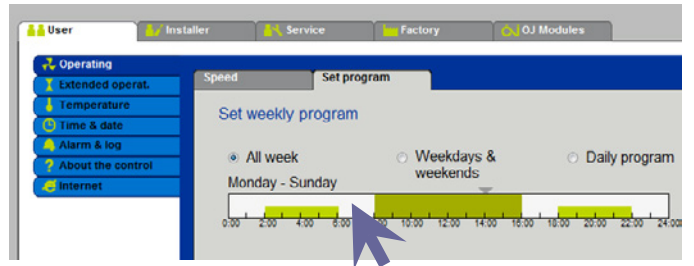 User Installer Service Factory OJ Modules
Operating
Extended operat.
Temperature
Time & date
Alarm & log
About the control
Internet
Speed Set program
Set weekly program
All week Weekdays & weekends Daily program
Monday - Sunday
0:00 2:00 4:00 6:00 10:00 12:00 14:00 16:00 18:00 20:00 22:00 24:00